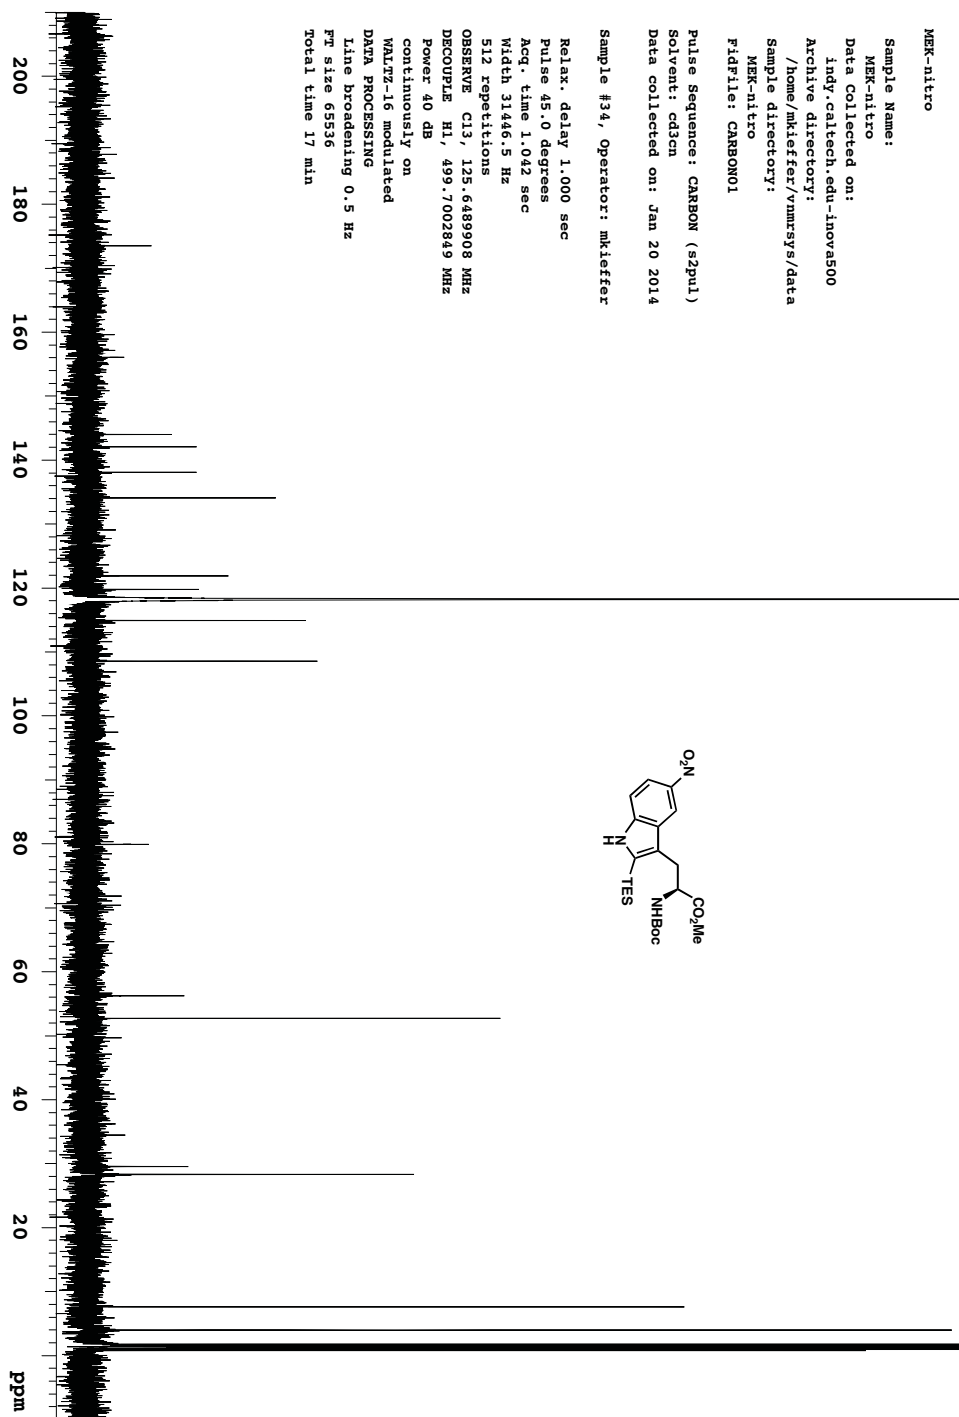 MEK-nitro
Sample Name:
MEK-nitro
Data Collected on:
indy.caltech.edu-inova500
Archive directory:
/home/mkieffer/vnmrsys/data
Sample directory:
MEK-nitro
FidFile: CARBON01
Pulse Sequence: CARBON (s2pul)
Solvent: cd3cn
Data collected on: Jan 20 2014
Sample #34, Operator: mkieffer
Relax. delay 1.000 sec
Pulse 45.0 degrees
Acq. time 1.042 sec
Width 31446.5 Hz
512 repetitions
OBSERVE C13, 125.6489908 MHz
DECOUPLE H1, 499.7002849 MHz
Power 40 dB
continuously on
WALTZ-16 modulated
DATA PROCESSING
Line broadening 0.5 Hz
FT size 65536
Total time 17 min
O2N
CO2Me
NHBoc
N
H
TES
200 180 160 140 120 100 80 60 40 20 ppm